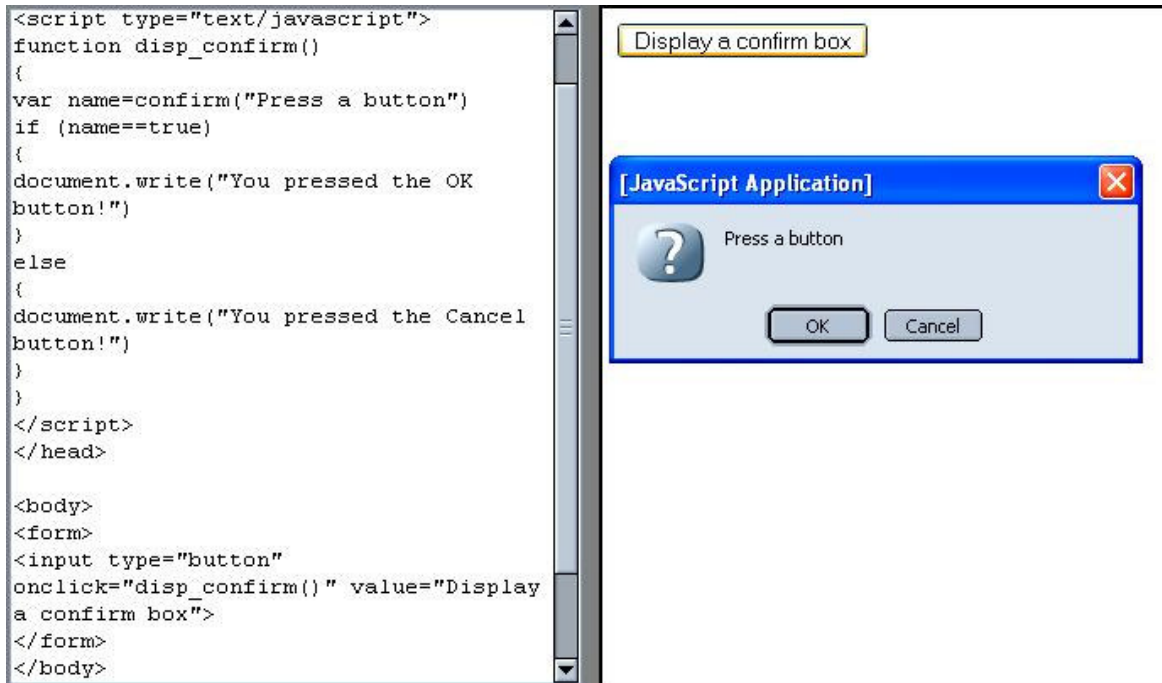 <script type="text/javascript">
function disp_confirm()
{
var name=confirm("Press a button")
if (name==true)
{
document.write("You pressed the OK
button!")
}
else
{
document.write("You pressed the Cancel
button!")
}
}
</script>
</head>
<body>
<form>
<input type="button"
onclick="disp_confirm()" value="Display
a confirm box">
</form>
</body>
Display a confirm box
[JavaScript Application]
Press a button
OK
Cancel